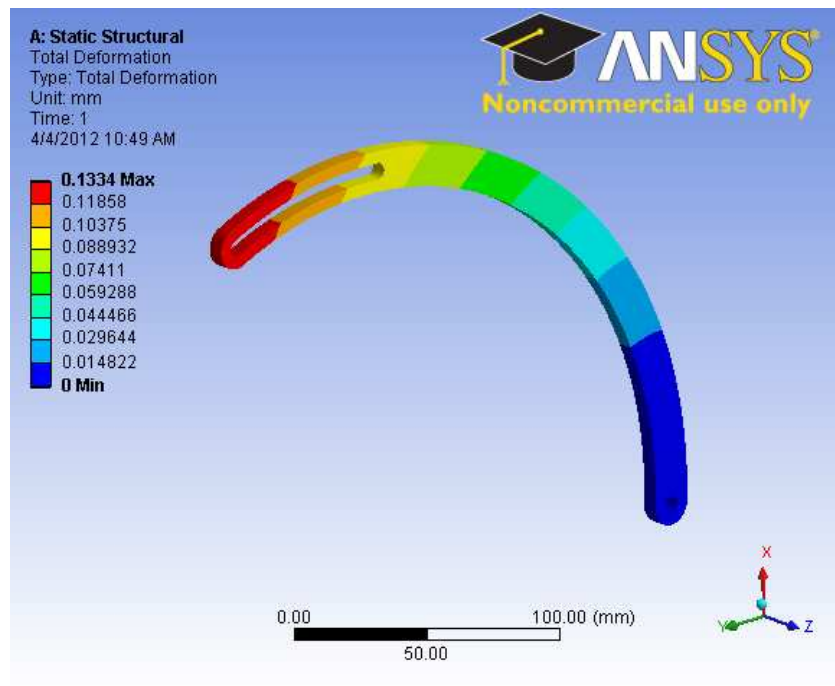 A: Static Structural
Total Deformation
Type: Total Deformation
Unit: mm
Time: 1
4/4/2012 10:49 AM
ANSYS®
Noncommercial use only
0.1334 Max
0.11858
0.10375
0.088932
0.07411
0.059288
0.044466
0.029644
0.014822
0 Min
0.00
100.00 (mm)
50.00
X
Y
Z